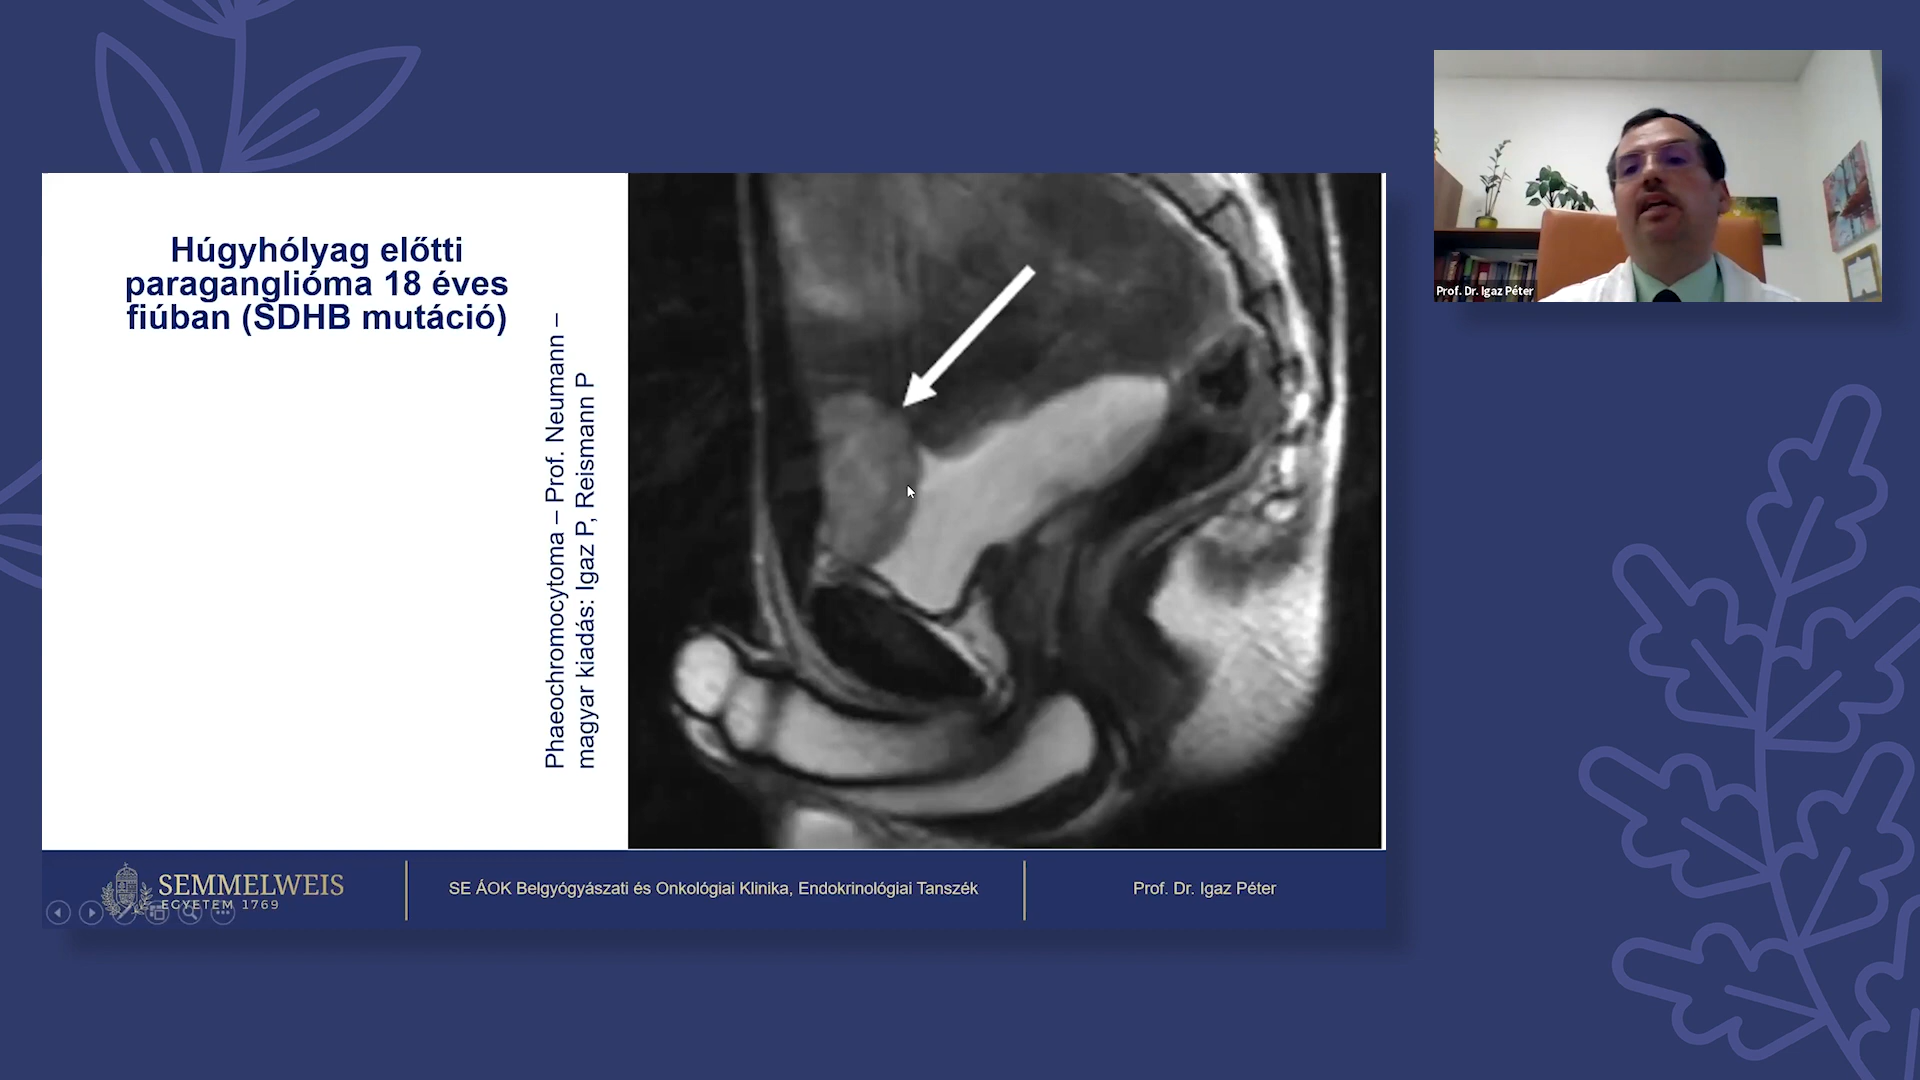 Húgyhólyag előtti
paraganglióma 18 éves
fiúban (SDHB mutáció)
Phaeochromocytoma – Prof. Neumann –
magyar kiadás: Igaz P, Reismann P
Prof. Dr. Igaz Péter
SEMMELWEIS
EGYETEM 1769
SE ÁOK Belgyógyászati és Onkológiai Klinika, Endokrinológiai Tanszék
Prof. Dr. Igaz Péter